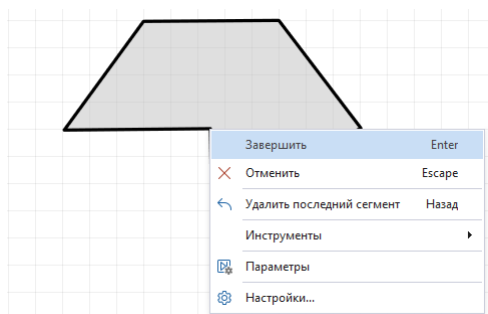 Завершить Enter
Отменить Escape
Удалить последний сегмент Назад
Инструменты
Параметры
Настройки...